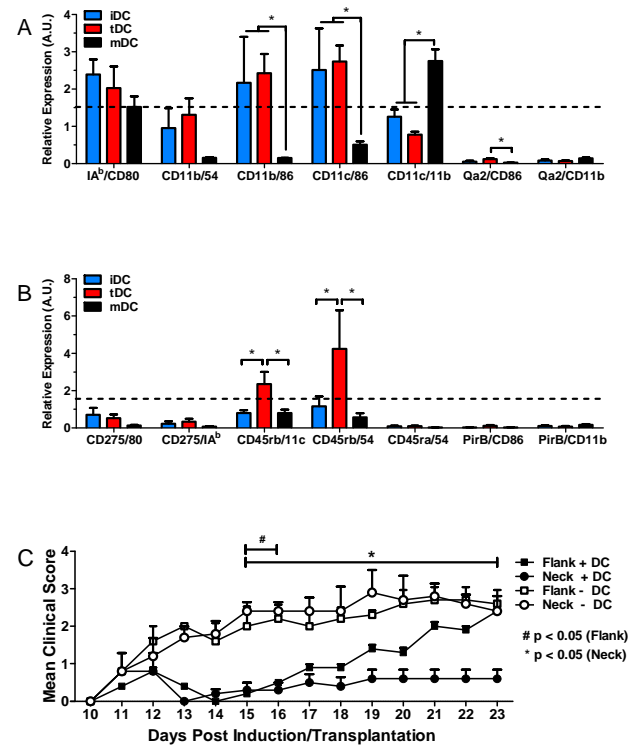 A
iDC
tDC
mDC
Relative Expression (A.U.)
4
3
2
1
0
* * * *
IAᵇ/CD80 CD11b/54 CD11b/86 CD11c/86 CD11c/11b Qa2/CD86 Qa2/CD11b
B
iDC
tDC
mDC
Relative Expression (A.U.)
8
6
4
2
0
* * * *
CD275/80 CD275/IAᵇ CD45rb/11c CD45rb/54 CD45ra/54 PirB/CD86 PirB/CD11b
C
Mean Clinical Score
4
3
2
1
0
#
*
Flank + DC
Neck + DC
Flank - DC
Neck - DC
# p < 0.05 (Flank)
* p < 0.05 (Neck)
10 11 12 13 14 15 16 17 18 19 20 21 22 23
Days Post Induction/Transplantation